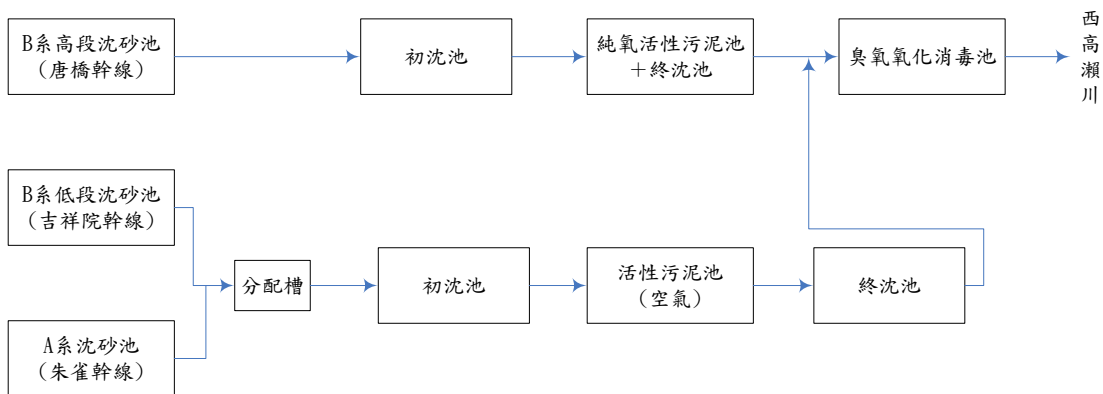 B系高段沈砂池
(唐橋幹線)
初沈池
純氧活性污泥池
＋終沈池
臭氧氧化消毒池
西高瀨川
B系低段沈砂池
(吉祥院幹線)
分配槽
初沈池
活性污泥池
(空氣)
終沈池
A系沈砂池
(朱雀幹線)